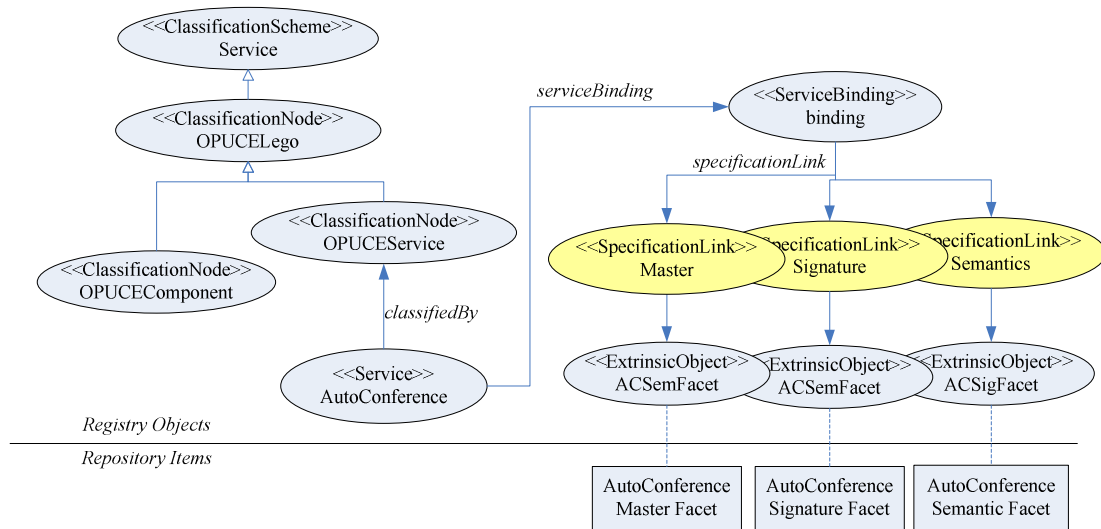 <<ClassificationScheme>>
Service
<<ClassificationNode>>
OPUCELego
<<ClassificationNode>>
OPUCEService
<<ClassificationNode>>
OPUCEComponent
classifiedBy
<<Service>>
AutoConference
serviceBinding
<<ServiceBinding>>
binding
specificationLink
<<SpecificationLink>>
Master
SpecificationLink>>
Signature
SpecificationLink>>
Semantics
<<ExtrinsicObject>>
ACSemFacet
<<ExtrinsicObject>>
ACSemFacet
<<ExtrinsicObject>>
ACSigFacet
Registry Objects
Repository Items
AutoConference
Master Facet
AutoConference
Signature Facet
AutoConference
Semantic Facet